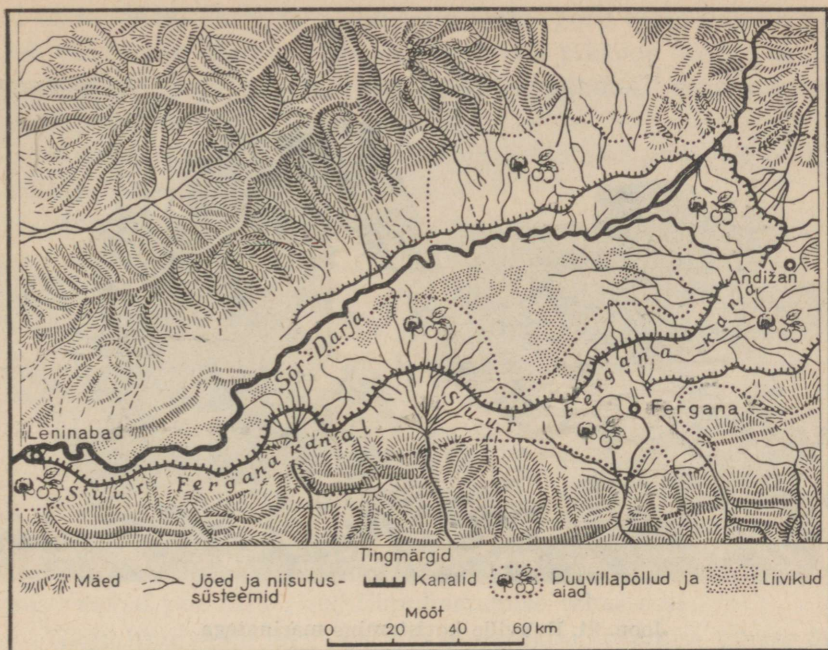 Andižan
Sõr-Darja
Suur Fergana kanal
Fergana
Leninabad
Suur Fergana kanal
Tingmärgid
Mäed
Jõed ja niisutus-
süsteemid
Kanalid
Puuvillapõllud ja
aiad
Liivikud
Mõõt
0 20 40 60 km